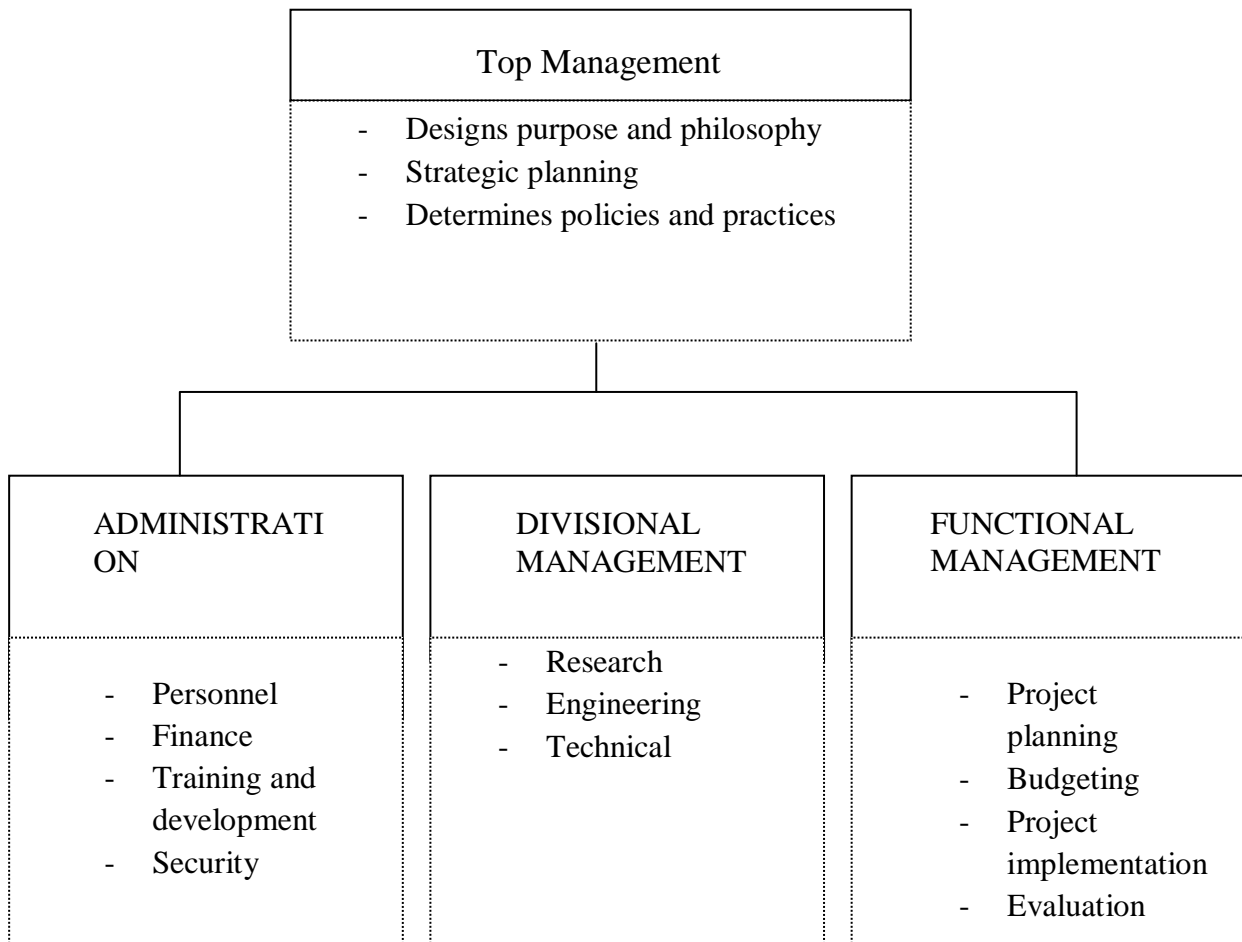 Top Management
- Designs purpose and philosophy
- Strategic planning
- Determines policies and practices
ADMINISTRATI
ON
- Personnel
- Finance
- Training and
development
- Security
DIVISIONAL
MANAGEMENT
- Research
- Engineering
- Technical
FUNCTIONAL
MANAGEMENT
- Project
planning
- Budgeting
- Project
implementation
- Evaluation